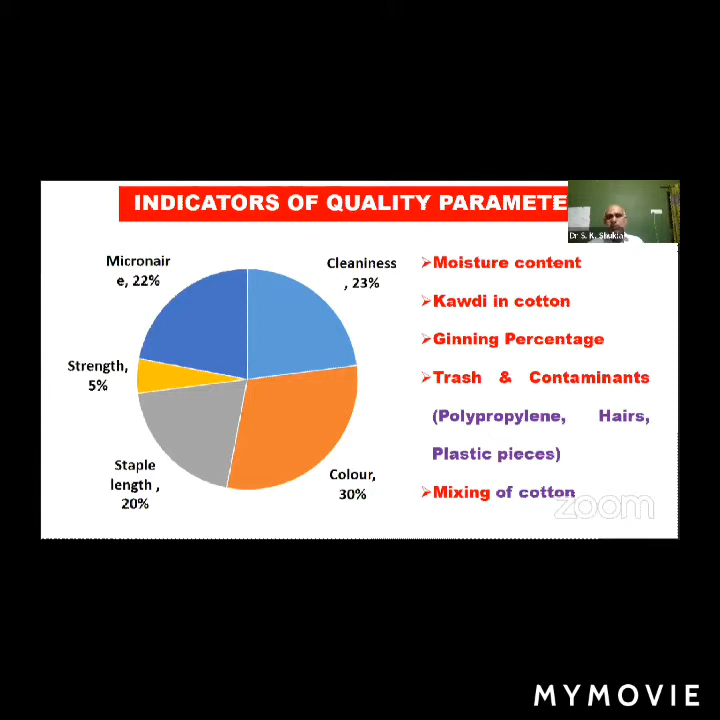 INDICATORS OF QUALITY PARAMETE
Dr S. K. Shukla
Micronair
e, 22%
Cleaniness
, 23%
Strength,
5%
Staple
length ,
20%
Colour,
30%
➢Moisture content
➢Kawdi in cotton
➢Ginning Percentage
➢Trash & Contaminants
(Polypropylene, Hairs,
Plastic pieces)
➢Mixing of cotton
zoom
MYMOVIE